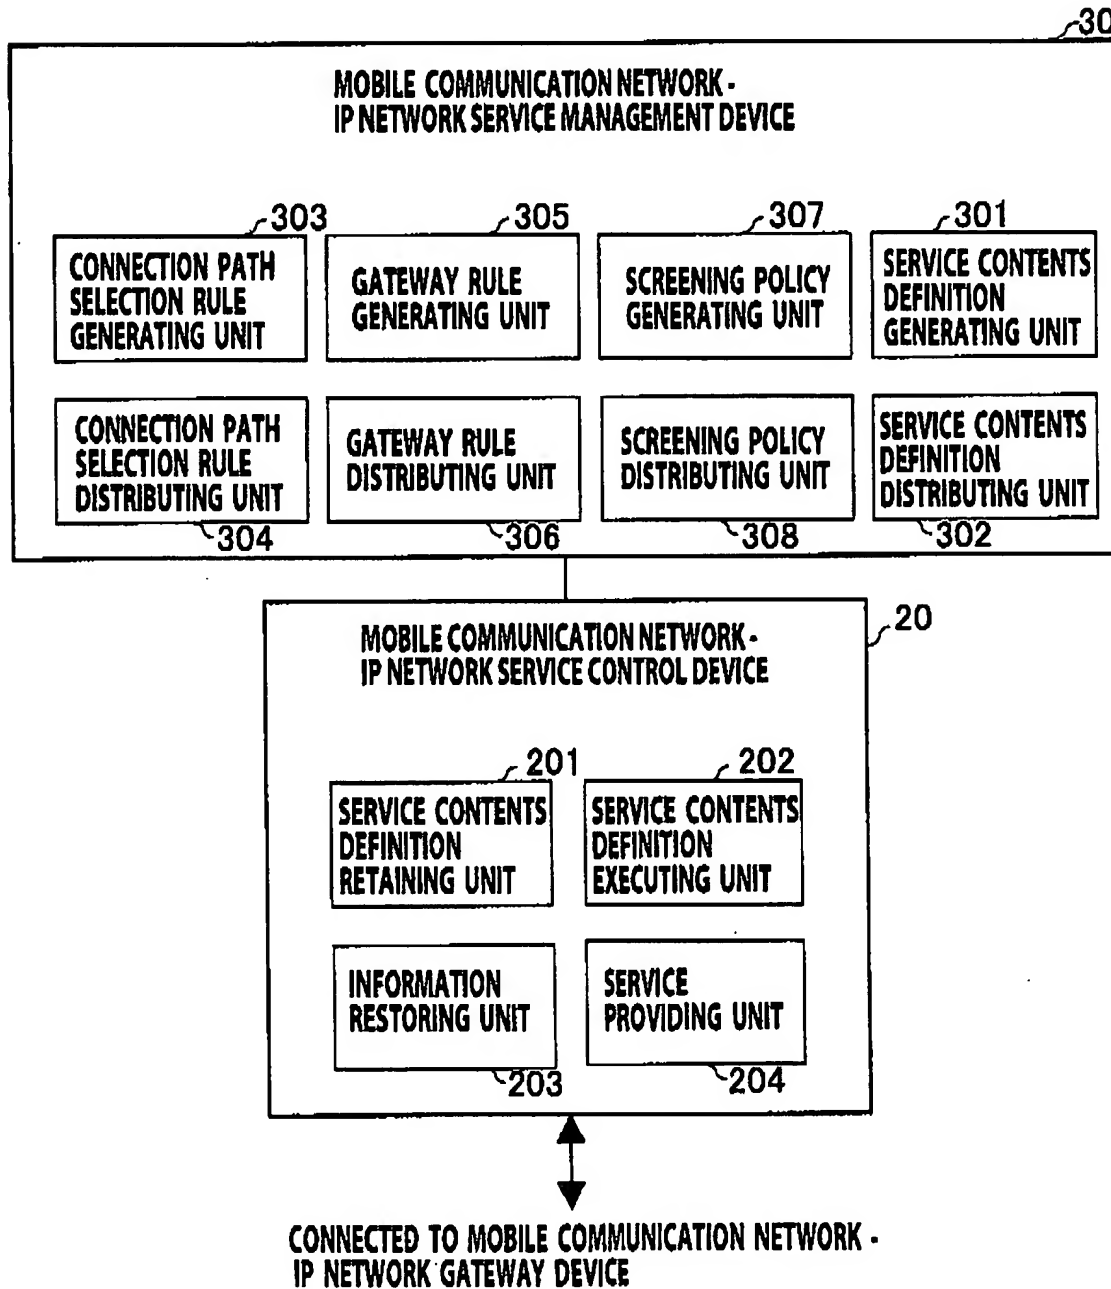 30
MOBILE COMMUNICATION NETWORK -
IP NETWORK SERVICE MANAGEMENT DEVICE
303
CONNECTION PATH
SELECTION RULE
GENERATING UNIT
305
GATEWAY RULE
GENERATING UNIT
307
SCREENING POLICY
GENERATING UNIT
301
SERVICE CONTENTS
DEFINITION
GENERATING UNIT
CONNECTION PATH
SELECTION RULE
DISTRIBUTING UNIT
304
GATEWAY RULE
DISTRIBUTING UNIT
306
SCREENING POLICY
DISTRIBUTING UNIT
308
SERVICE CONTENTS
DEFINITION
DISTRIBUTING UNIT
302
20
MOBILE COMMUNICATION NETWORK -
IP NETWORK SERVICE CONTROL DEVICE
201
SERVICE CONTENTS
DEFINITION
RETAINING UNIT
202
SERVICE CONTENTS
DEFINITION
EXECUTING UNIT
INFORMATION
RESTORING UNIT
203
SERVICE
PROVIDING UNIT
204
CONNECTED TO MOBILE COMMUNICATION NETWORK -
IP NETWORK GATEWAY DEVICE